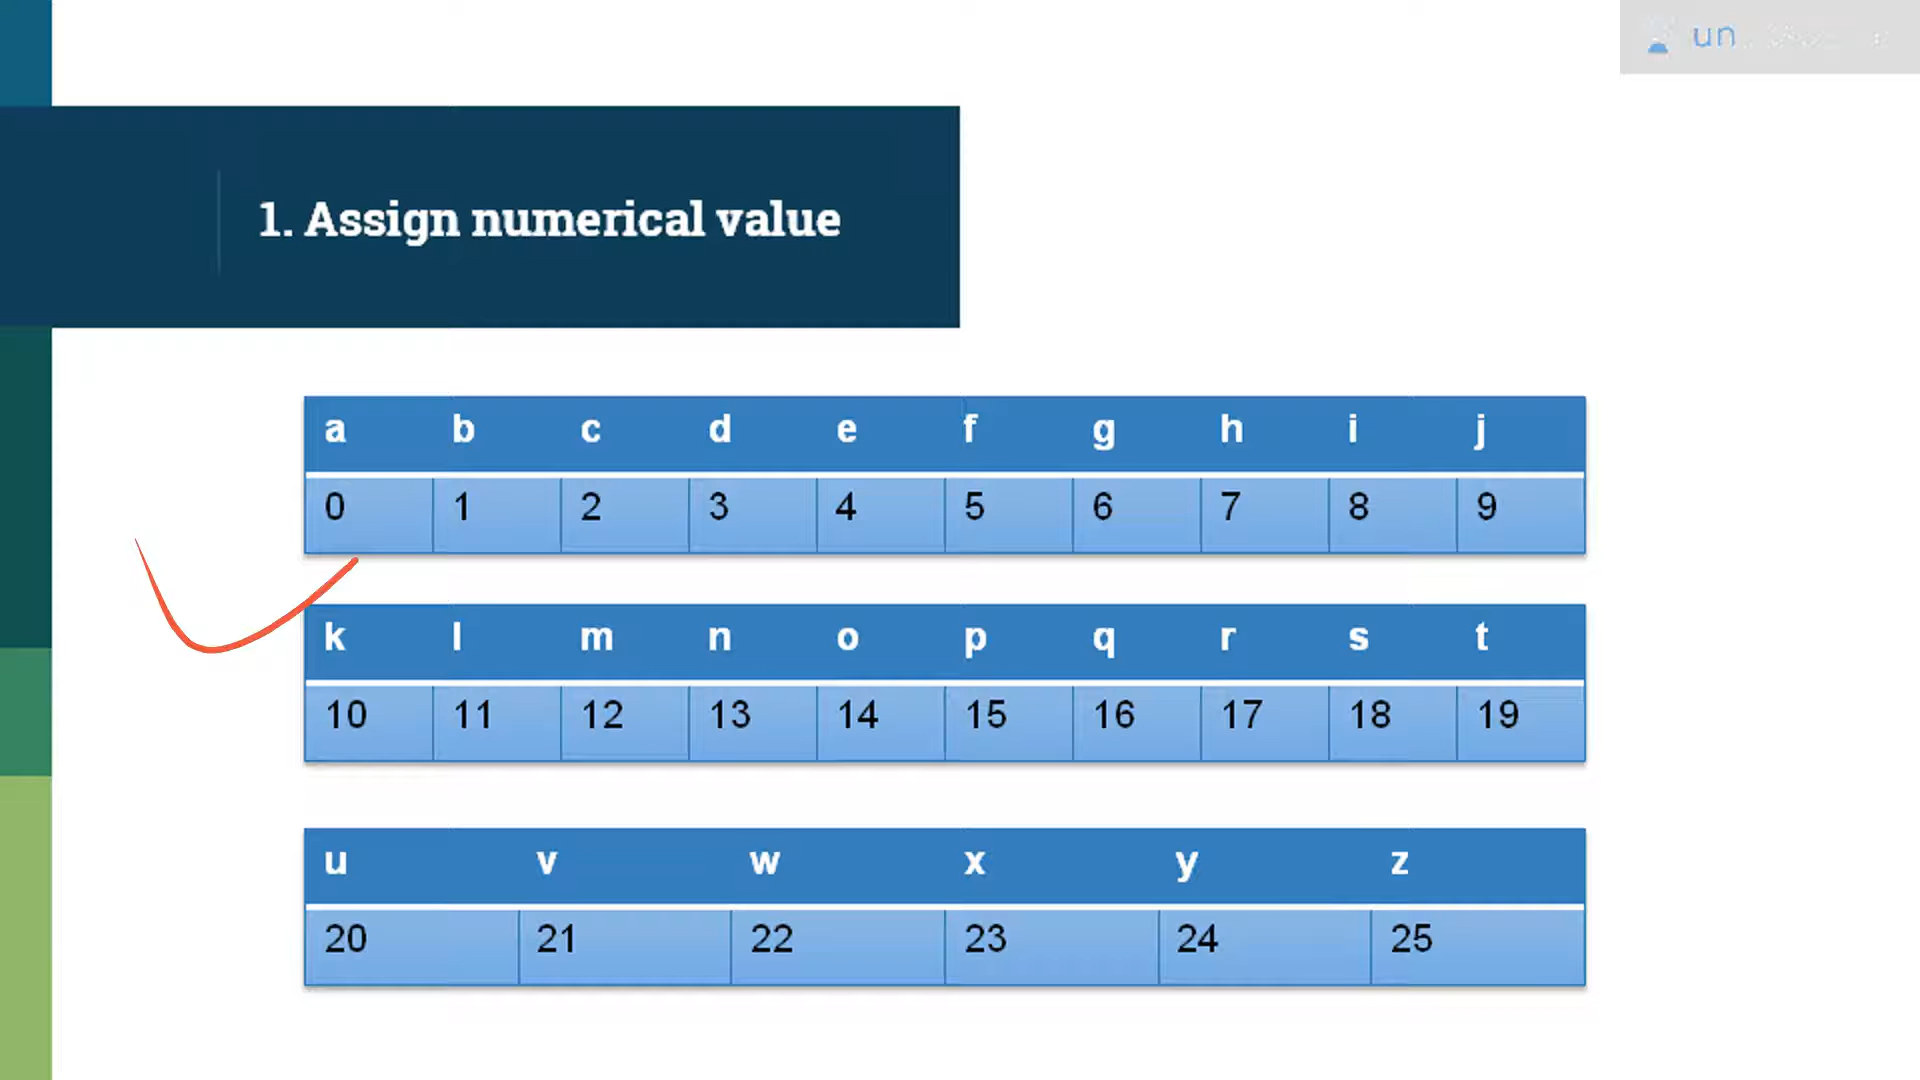 un
1. Assign numerical value
a b c d e f g h i j
0 1 2 3 4 5 6 7 8 9
k l m n o p q r s t
10 11 12 13 14 15 16 17 18 19
u v w x y z
20 21 22 23 24 25